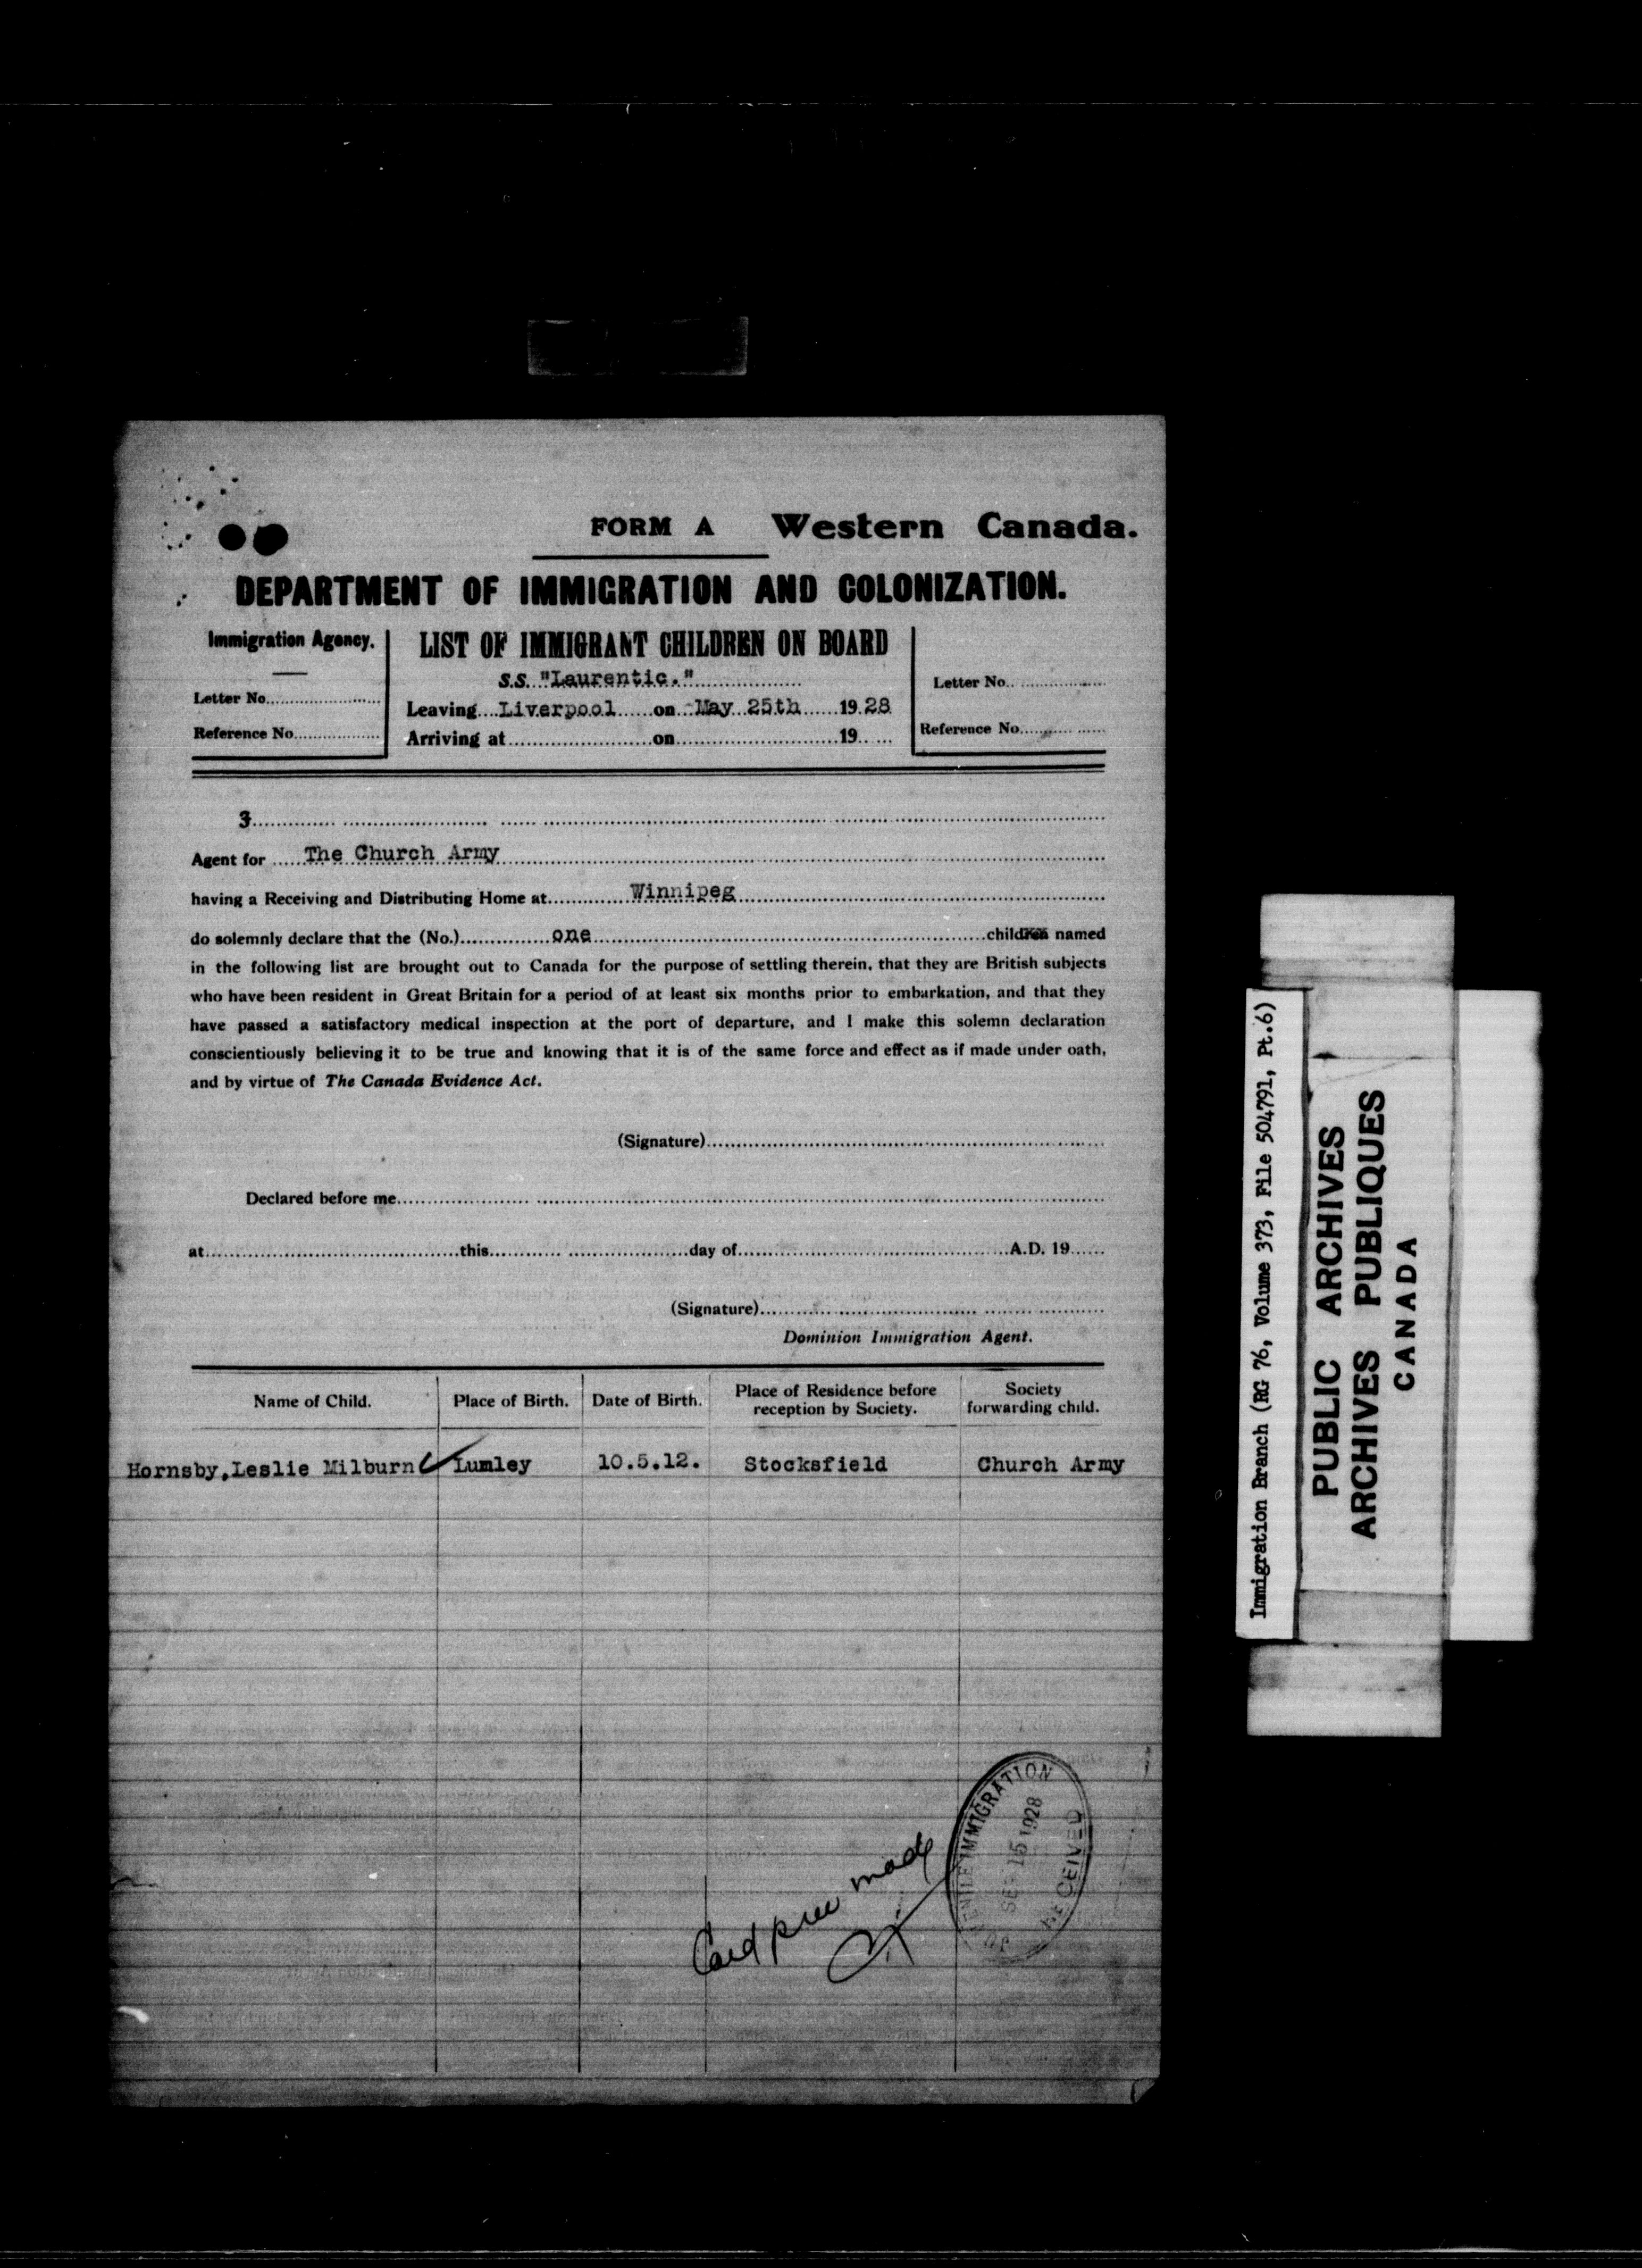 FORM A Western Canada.
DEPARTMENT OF IMMIGRATION AND COLONIZATION.
Immigration Agency.
Letter No.
Reference No.
LIST OF IMMIGRANT CHILDREN ON BOARD
S.S. "Laurentic."
Leaving Liverpool on May 25th 1928
Arriving at on 19
Letter No.
Reference No.
3
Agent for The Church Army
having a Receiving and Distributing Home at Winnipeg
do solemnly declare that the (No.) one children named
in the following list are brought out to Canada for the purpose of settling therein, that they are British subjects
who have been resident in Great Britain for a period of at least six months prior to embarkation, and that they
have passed a satisfactory medical inspection at the port of departure, and I make this solemn declaration
conscientiously believing it to be true and knowing that it is of the same force and effect as if made under oath,
and by virtue of The Canada Evidence Act.
(Signature)
Declared before me
at this day of A.D. 19
(Signature)
Dominion Immigration Agent.
Name of Child. Place of Birth. Date of Birth. Place of Residence before reception by Society. Society forwarding child.
Hornsby, Leslie Milburn Lumley 10.5.12. Stocksfield Church Army
Card made
IMMIGRATION
15 1928
RECEIVED
Immigration Branch (RG 76, Volume 373, File 504791, Pt.6)
PUBLIC ARCHIVES
ARCHIVES PUBLIQUES
CANADA